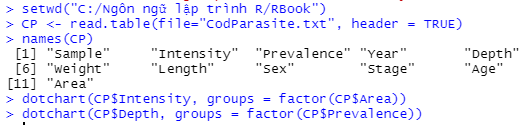 > setwd("C:/Ngôn ngữ lập trình R/RBook")
> CP <- read.table(file="CodParasite.txt", header = TRUE)
> names(CP)
[1] "Sample" "Intensity" "Prevalence" "Year" "Depth"
[6] "Weight" "Length" "Sex" "Stage" "Age"
[11] "Area"
> dotchart(CP$Intensity, groups = factor(CP$Area))
> dotchart(CP$Depth, groups = factor(CP$Prevalence))